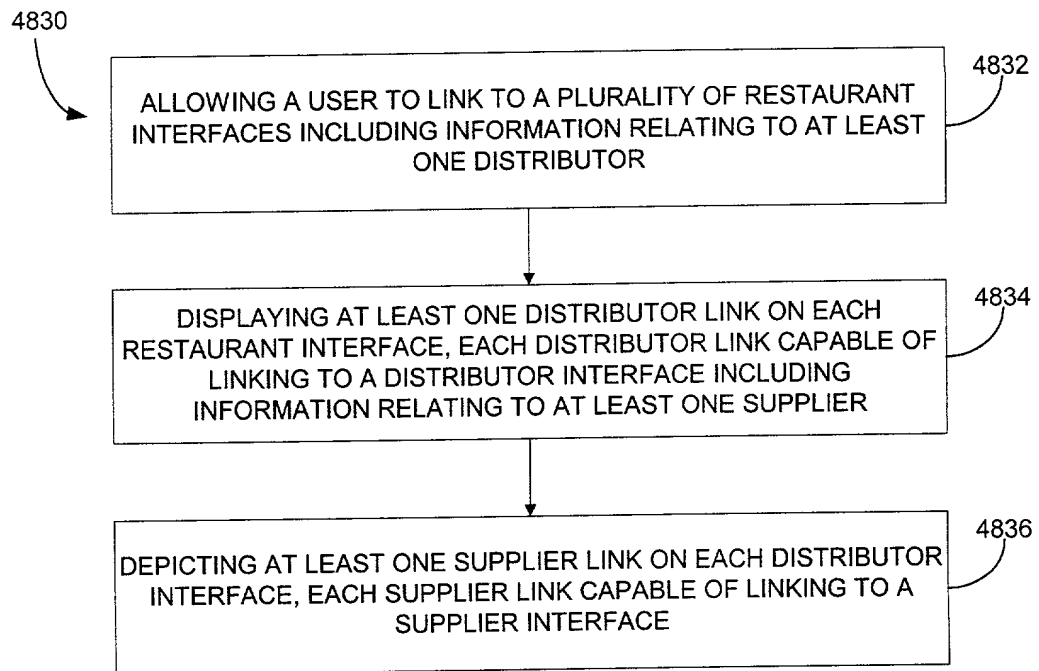 4830
4832
ALLOWING A USER TO LINK TO A PLURALITY OF RESTAURANT
INTERFACES INCLUDING INFORMATION RELATING TO AT LEAST
ONE DISTRIBUTOR
4834
DISPLAYING AT LEAST ONE DISTRIBUTOR LINK ON EACH
RESTAURANT INTERFACE, EACH DISTRIBUTOR LINK CAPABLE OF
LINKING TO A DISTRIBUTOR INTERFACE INCLUDING
INFORMATION RELATING TO AT LEAST ONE SUPPLIER
4836
DEPICTING AT LEAST ONE SUPPLIER LINK ON EACH DISTRIBUTOR
INTERFACE, EACH SUPPLIER LINK CAPABLE OF LINKING TO A
SUPPLIER INTERFACE